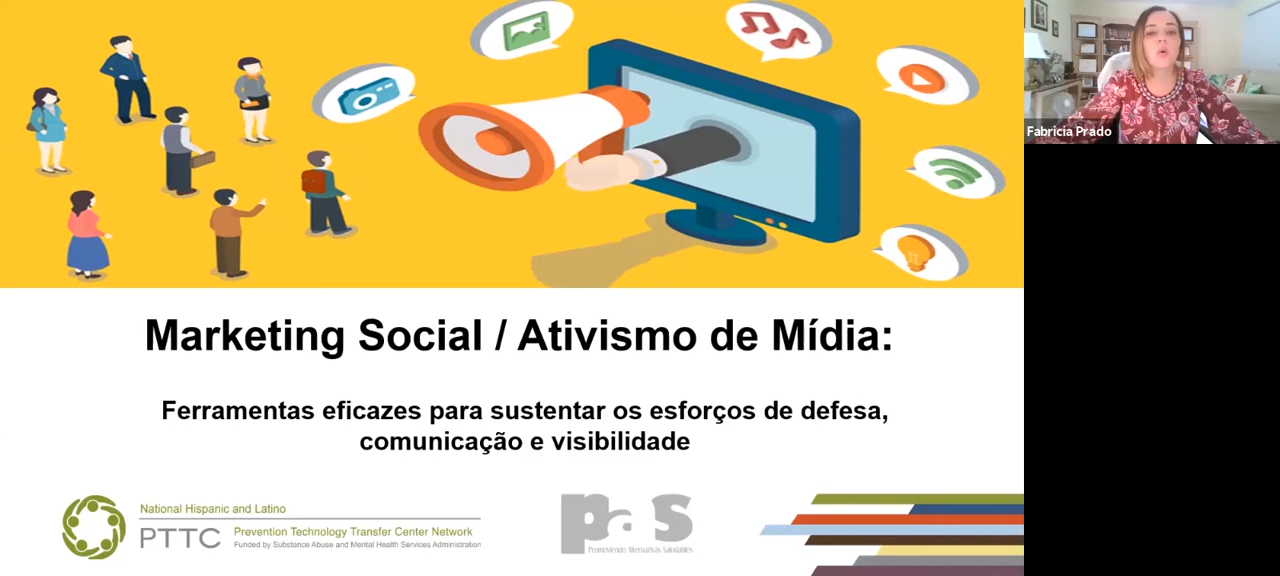 Fabricia Prado
Marketing Social / Ativismo de Mídia:
Ferramentas eficazes para sustentar os esforços de defesa,
comunicação e visibilidade
National Hispanic and Latino
PTTC
Prevention Technology Transfer Center Network
Funded by Substance Abuse and Mental Health Services Administration
pas
Promoviendo Alternativas Saludables